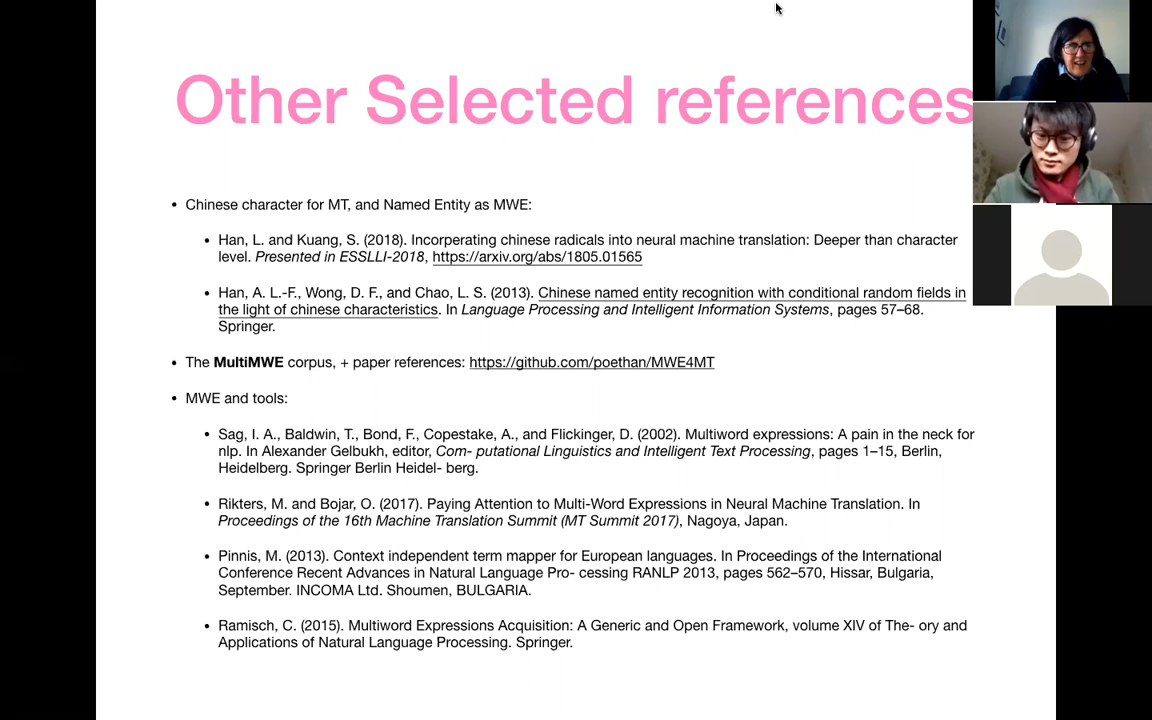 Other Selected references
• Chinese character for MT, and Named Entity as MWE:
• Han, L. and Kuang, S. (2018). Incorperating chinese radicals into neural machine translation: Deeper than character
level. Presented in ESSLLI-2018, https://arxiv.org/abs/1805.01565
• Han, A. L.-F., Wong, D. F., and Chao, L. S. (2013). Chinese named entity recognition with conditional random fields in
the light of chinese characteristics. In Language Processing and Intelligent Information Systems, pages 57–68.
Springer.
• The MultiMWE corpus, + paper references: https://github.com/poethan/MWE4MT
• MWE and tools:
• Sag, I. A., Baldwin, T., Bond, F., Copestake, A., and Flickinger, D. (2002). Multiword expressions: A pain in the neck for
nlp. In Alexander Gelbukh, editor, Com- putational Linguistics and Intelligent Text Processing, pages 1–15, Berlin,
Heidelberg. Springer Berlin Heidel- berg.
• Rikters, M. and Bojar, O. (2017). Paying Attention to Multi-Word Expressions in Neural Machine Translation. In
Proceedings of the 16th Machine Translation Summit (MT Summit 2017), Nagoya, Japan.
• Pinnis, M. (2013). Context independent term mapper for European languages. In Proceedings of the International
Conference Recent Advances in Natural Language Pro- cessing RANLP 2013, pages 562–570, Hissar, Bulgaria,
September. INCOMA Ltd. Shoumen, BULGARIA.
• Ramisch, C. (2015). Multiword Expressions Acquisition: A Generic and Open Framework, volume XIV of The- ory and
Applications of Natural Language Processing. Springer.